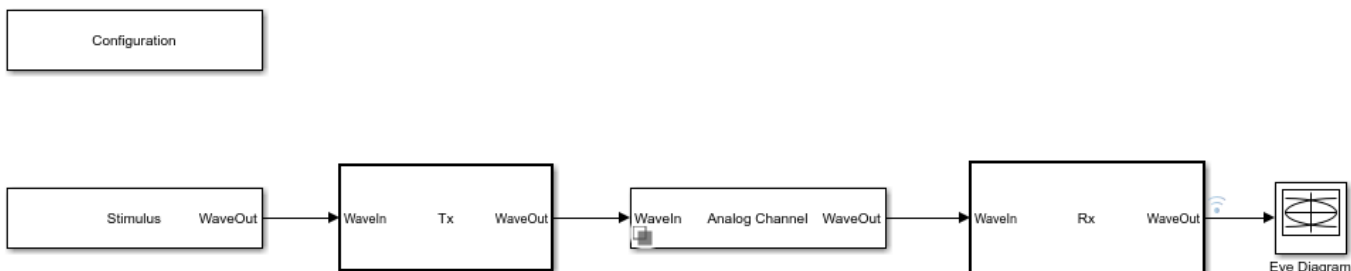 Configuration
Stimulus WaveOut
WaveIn Tx WaveOut
WaveIn Analog Channel WaveOut
WaveIn Rx WaveOut
Eye Diagram